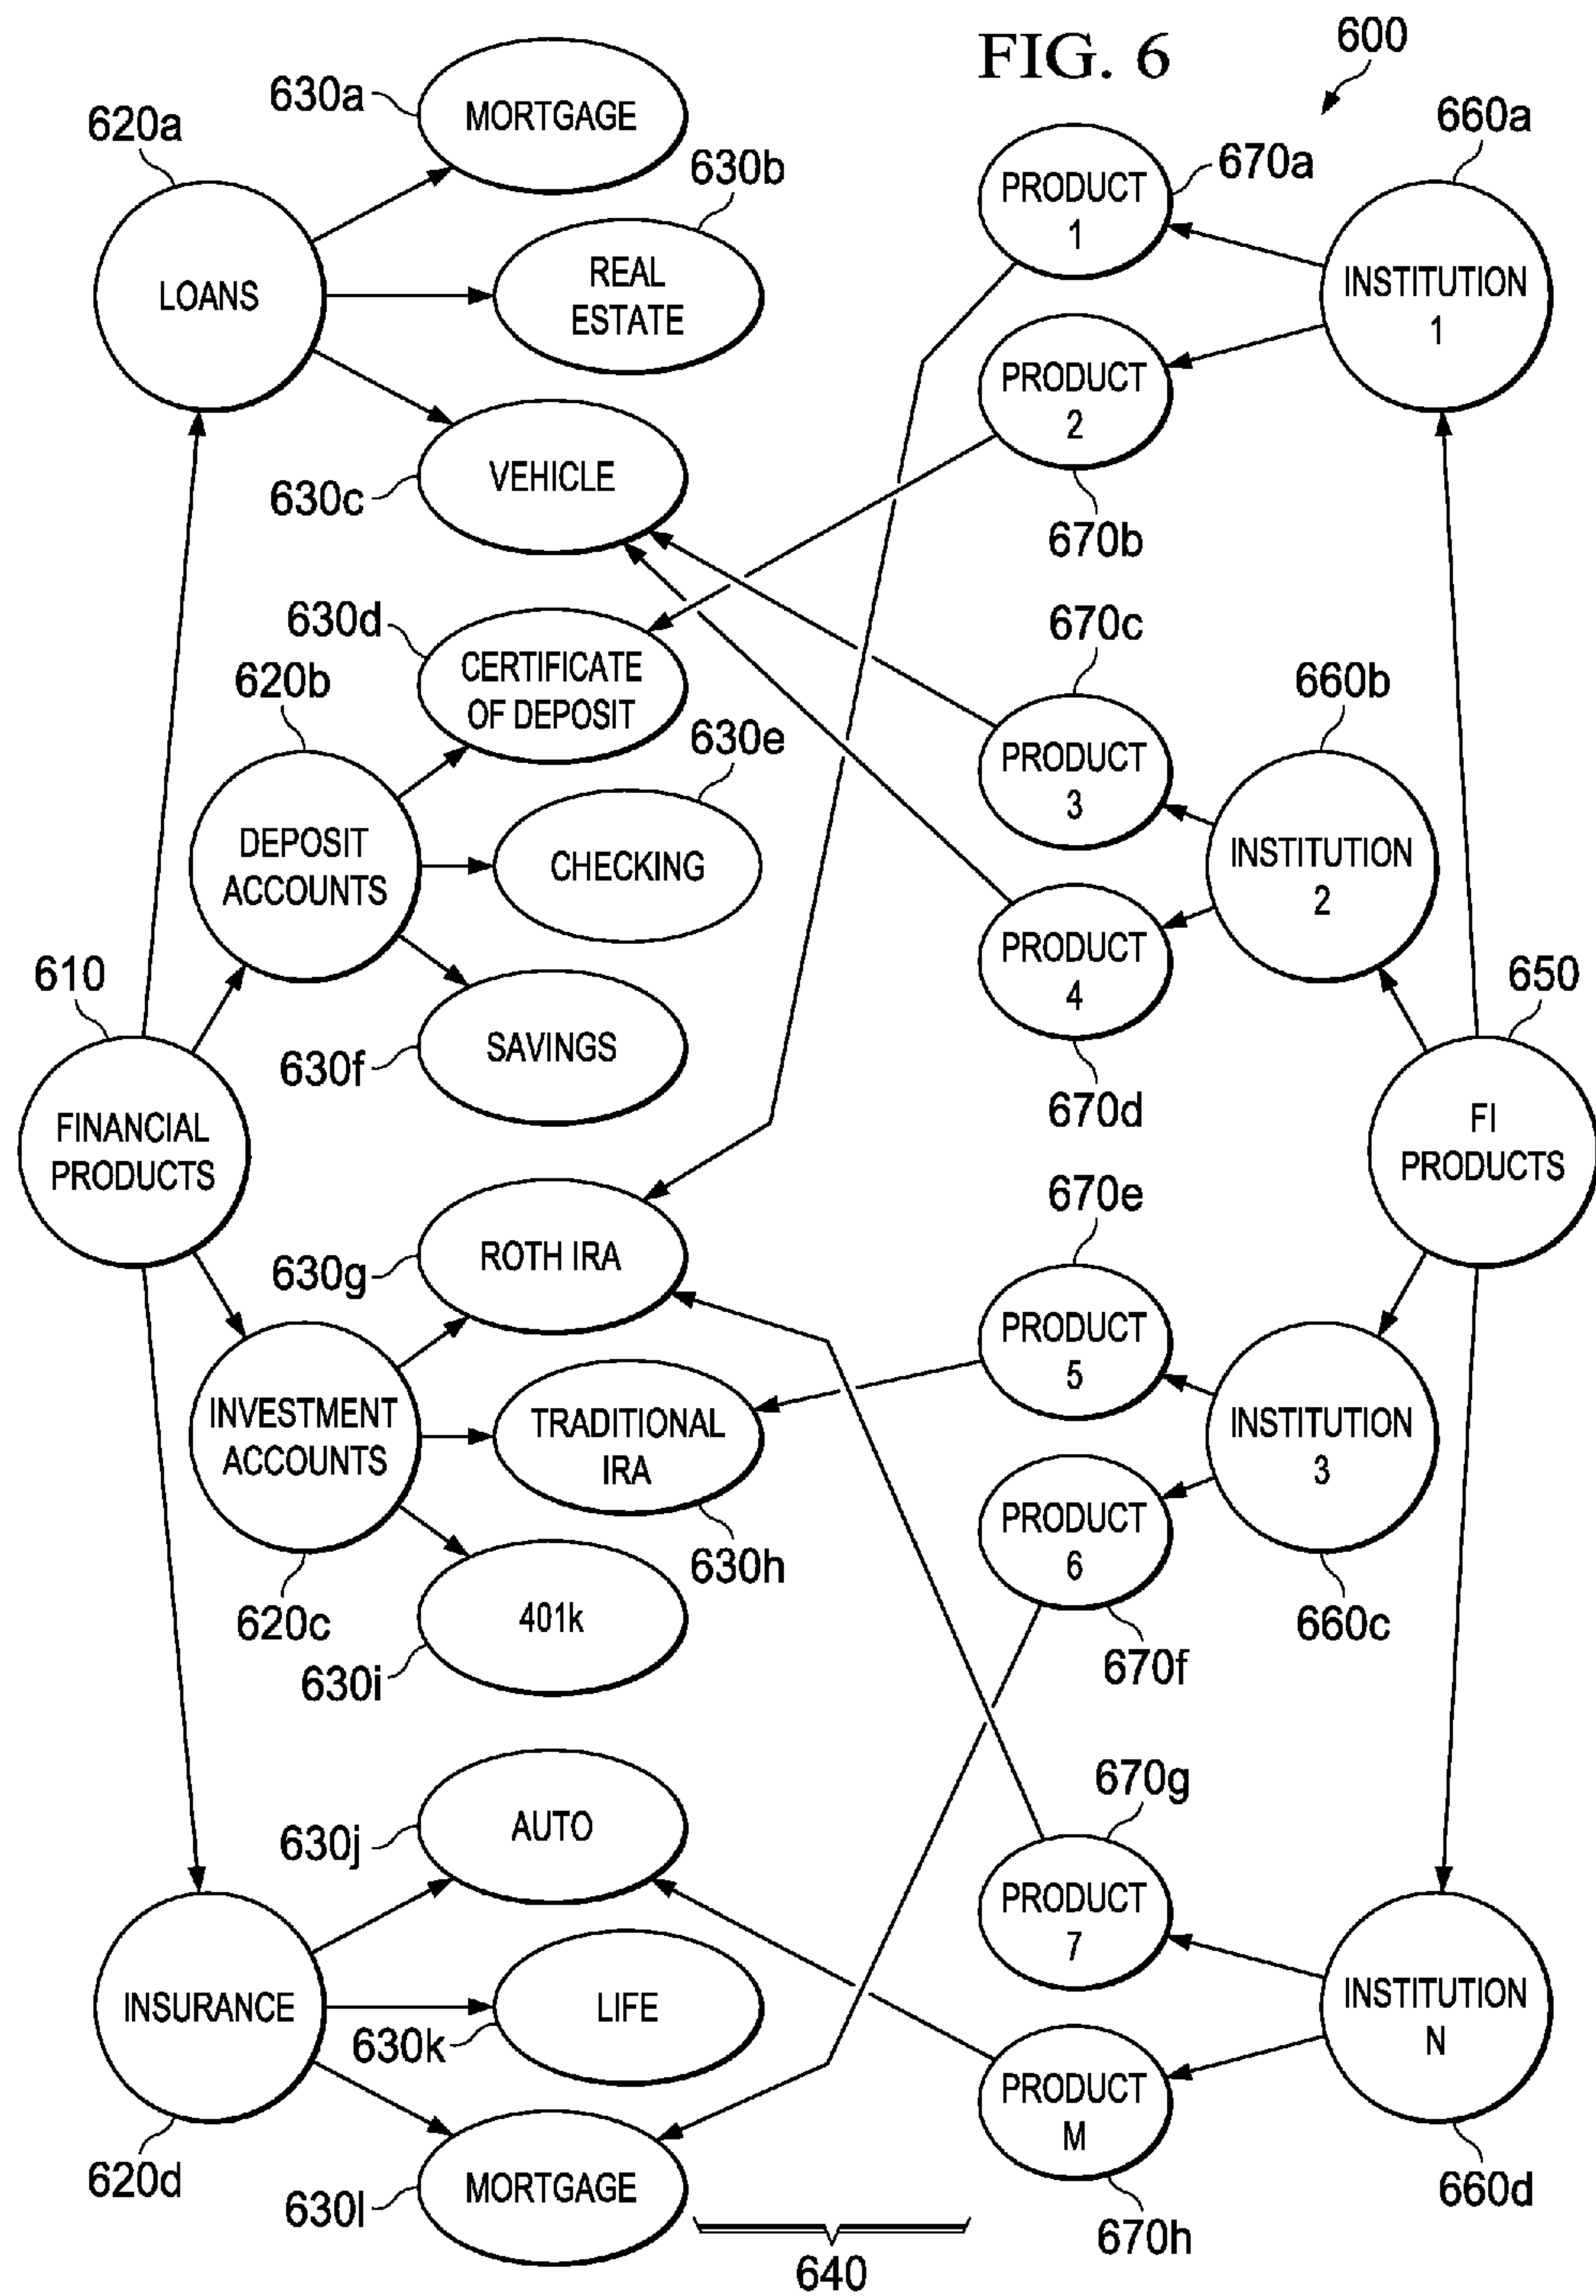 FIG. 6
600
620a
LOANS
630a
MORTGAGE
630b
REAL
ESTATE
630c
VEHICLE
620b
DEPOSIT
ACCOUNTS
630d
CERTIFICATE
OF DEPOSIT
630e
CHECKING
630f
SAVINGS
610
FINANCIAL
PRODUCTS
620c
INVESTMENT
ACCOUNTS
630g
ROTH IRA
630h
TRADITIONAL
IRA
630i
401k
620d
INSURANCE
630j
AUTO
630k
LIFE
630l
MORTGAGE
640
670a
PRODUCT
1
670b
PRODUCT
2
660a
INSTITUTION
1
670c
PRODUCT
3
670d
PRODUCT
4
660b
INSTITUTION
2
650
FI
PRODUCTS
670e
PRODUCT
5
670f
PRODUCT
6
660c
INSTITUTION
3
670g
PRODUCT
7
670h
PRODUCT
M
660d
INSTITUTION
N